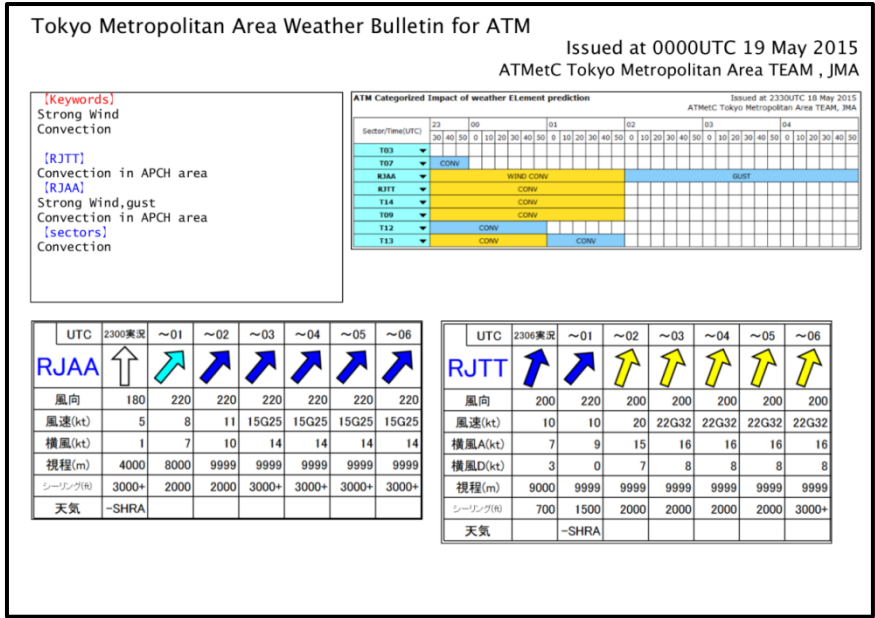 Tokyo Metropolitan Area Weather Bulletin for ATM
Issued at 0000UTC 19 May 2015
ATMetC Tokyo Metropolitan Area TEAM , JMA
【Keywords】
Strong Wind
Convection
【RJTT】
Convection in APCH area
【RJAA】
Strong Wind,gust
Convection in APCH area
【sectors】
Convection
ATM Categorized Impact of weather ELement prediction
Issued at 2330UTC 18 May 2015
ATMetC Tokyo Metropolitan Area TEAM, JMA
Sector/Time(UTC) 23 00 01 02 03 04
30 40 50 0 10 20 30 40 50 0 10 20 30 40 50 0 10 20 30 40 50 0 10 20 30 40 50 0 10 20 30 40 50
T03
T07 CONV
RJAA WIND CONV GUST
RJTT CONV
T14 CONV
T09 CONV
T12 CONV
T13 CONV CONV
UTC 2300実況 ～01 ～02 ～03 ～04 ～05 ～06
RJAA
風向 180 220 220 220 220 220 220
風速(kt) 5 8 11 15G25 15G25 15G25 15G25
横風(kt) 1 7 10 14 14 14 14
視程(m) 4000 8000 9999 9999 9999 9999 9999
シーリング(ft) 3000+ 2000 2000 3000+ 3000+ 3000+ 3000+
天気 -SHRA
UTC 2306実況 ～01 ～02 ～03 ～04 ～05 ～06
RJTT
風向 200 220 200 200 200 200 200
風速(kt) 10 10 20 22G32 22G32 22G32 22G32
横風A(kt) 7 9 15 16 16 16 16
横風D(kt) 3 0 7 8 8 8 8
視程(m) 9000 9999 9999 9999 9999 9999 9999
シーリング(ft) 700 1500 2000 2000 2000 2000 3000+
天気 -SHRA